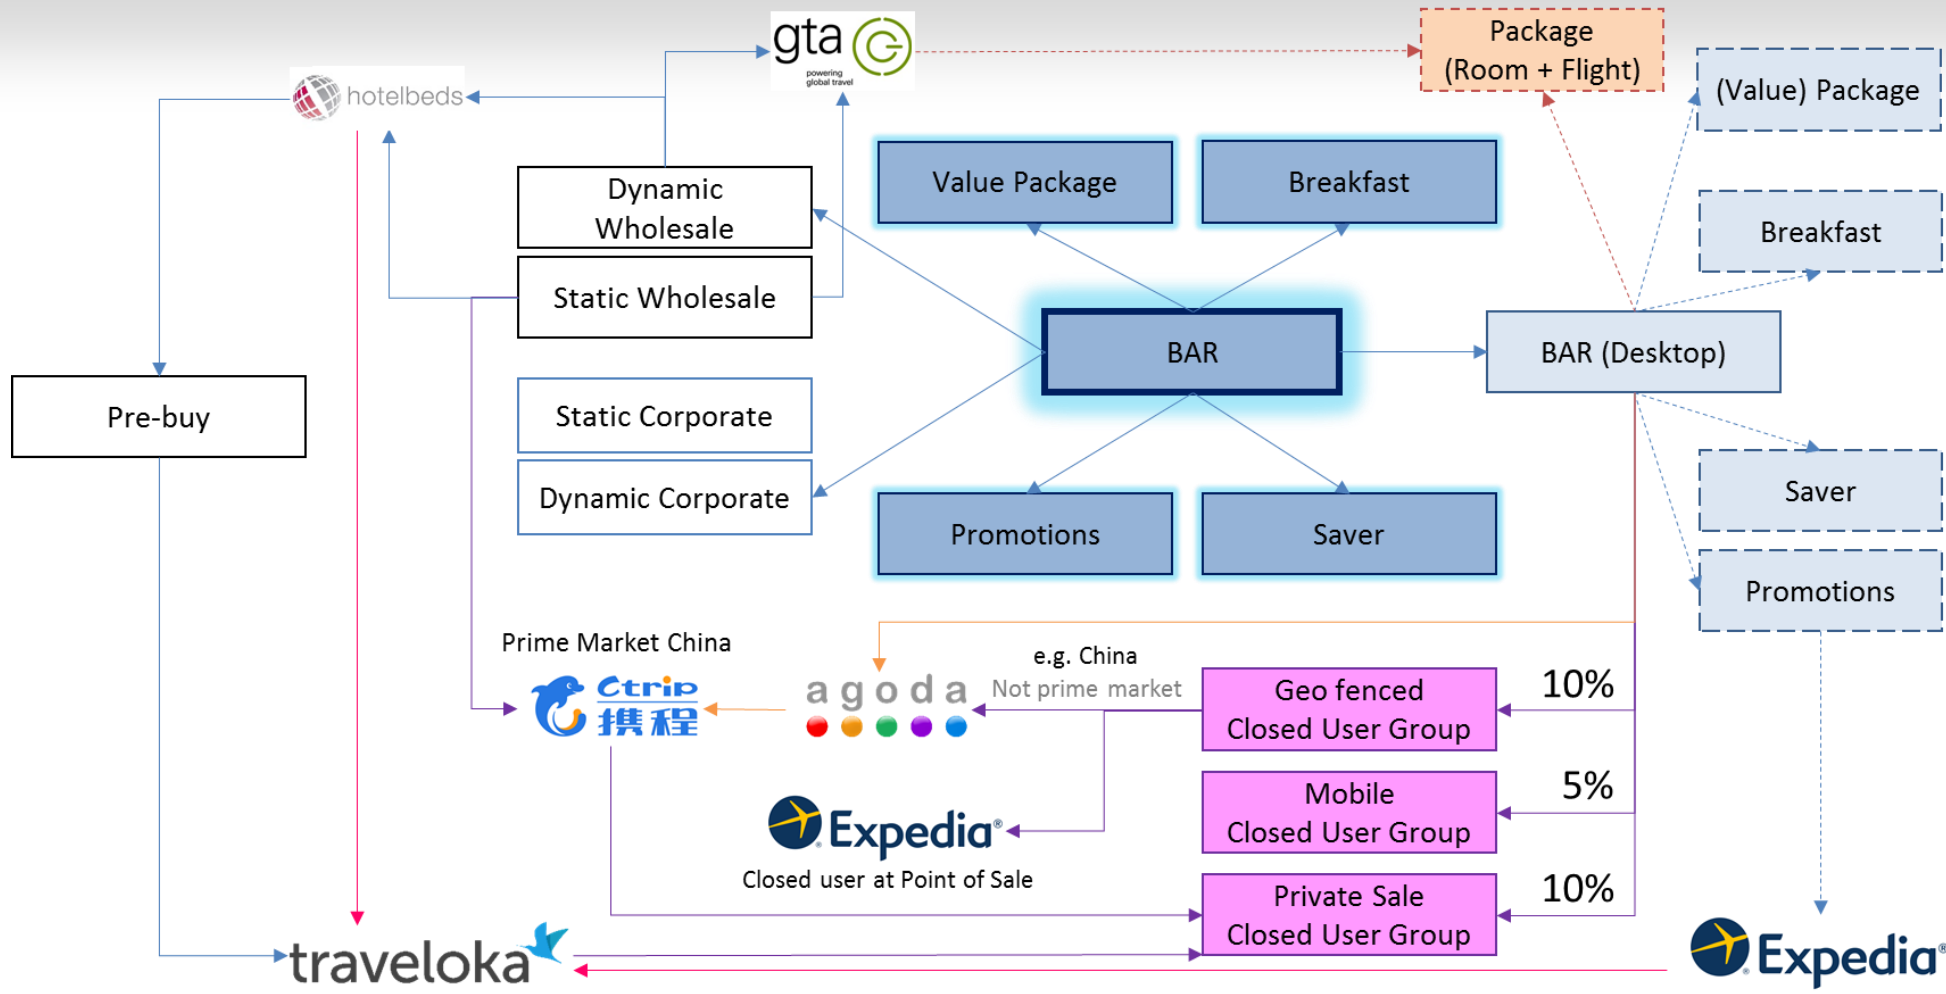 gta
powering
global travel
Package
(Room + Flight)
(Value) Package
hotelbeds
Dynamic
Wholesale
Value Package
Breakfast
Breakfast
Static Wholesale
BAR
BAR (Desktop)
Pre-buy
Static Corporate
Dynamic Corporate
Promotions
Saver
Saver
Promotions
Prime Market China
e.g. China
Not prime market
Ctrip
携程
agoda
Geo fenced
Closed User Group
10%
Expedia®
Closed user at Point of Sale
Mobile
Closed User Group
5%
Private Sale
Closed User Group
10%
traveloka
Expedia®